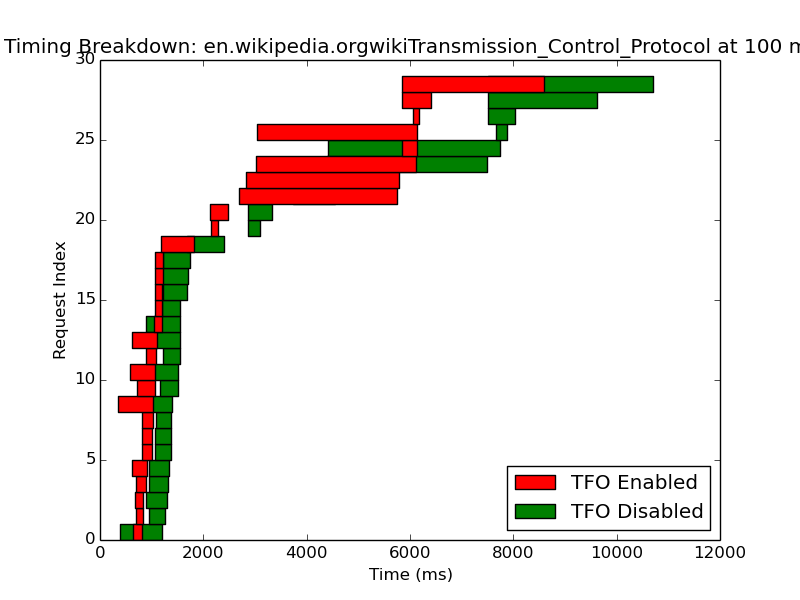 Timing Breakdown: en.wikipedia.orgwikiTransmission_Control_Protocol at 100 m
30
25
20
15
10
5
0
Request Index
0 2000 4000 6000 8000 10000 12000
Time (ms)
TFO Enabled
TFO Disabled